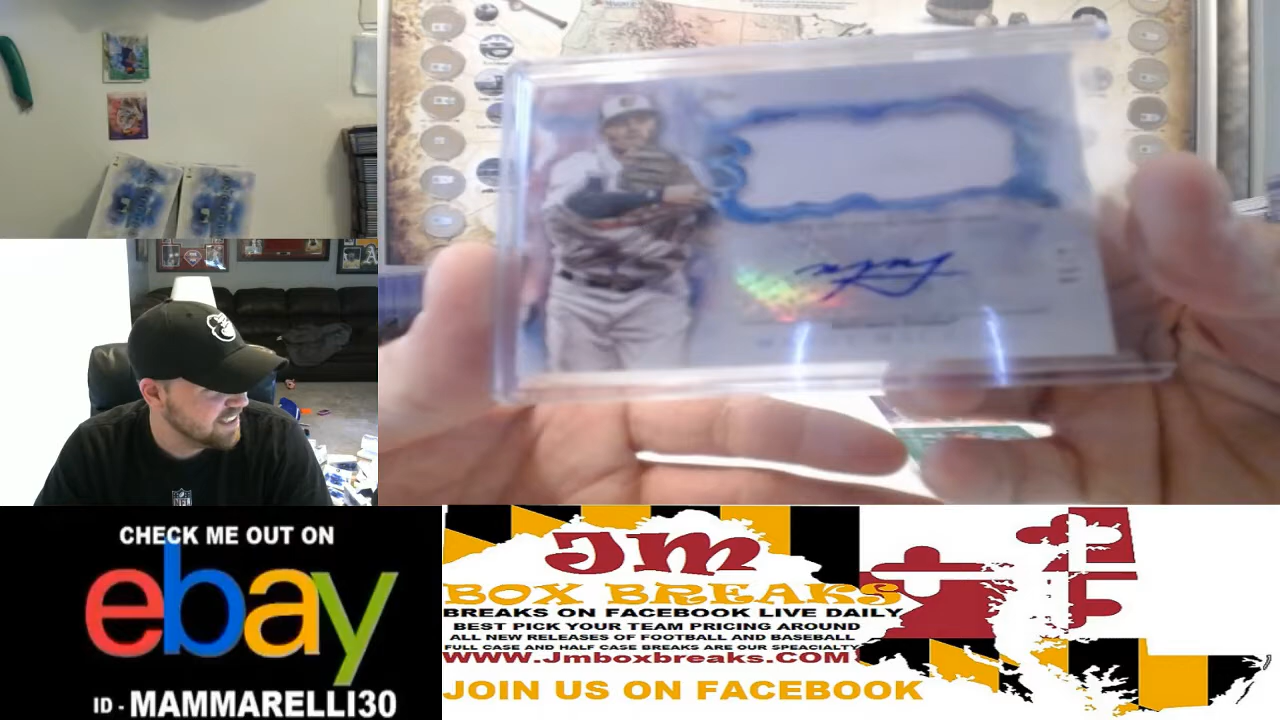 NFL
CHECK ME OUT ON
ebay
ID - MAMMARELLI30
JM
BOX BREAKS
BREAKS ON FACEBOOK LIVE DAILY
BEST PICK YOUR TEAM PRICING AROUND
ALL NEW RELEASES OF FOOTBALL AND BASEBALL
FULL CASE AND HALF CASE BREAKS ARE OUR SPEACIALTY
WWW.Jmboxbreaks.COM
JOIN US ON FACEBOOK